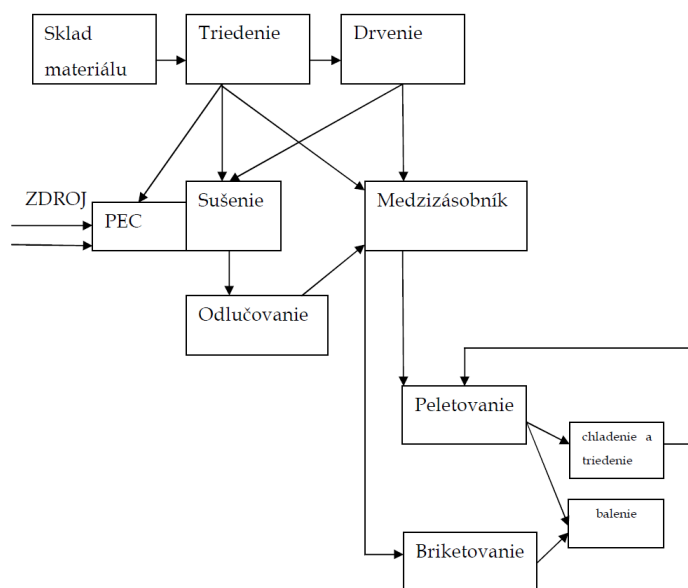 Sklad
materiálu
Triedenie
Drvenie
ZDROJ
PEC
Sušenie
Medzizásobník
Odlučovanie
Peletovanie
chladenie a
triedenie
balenie
Briketovanie